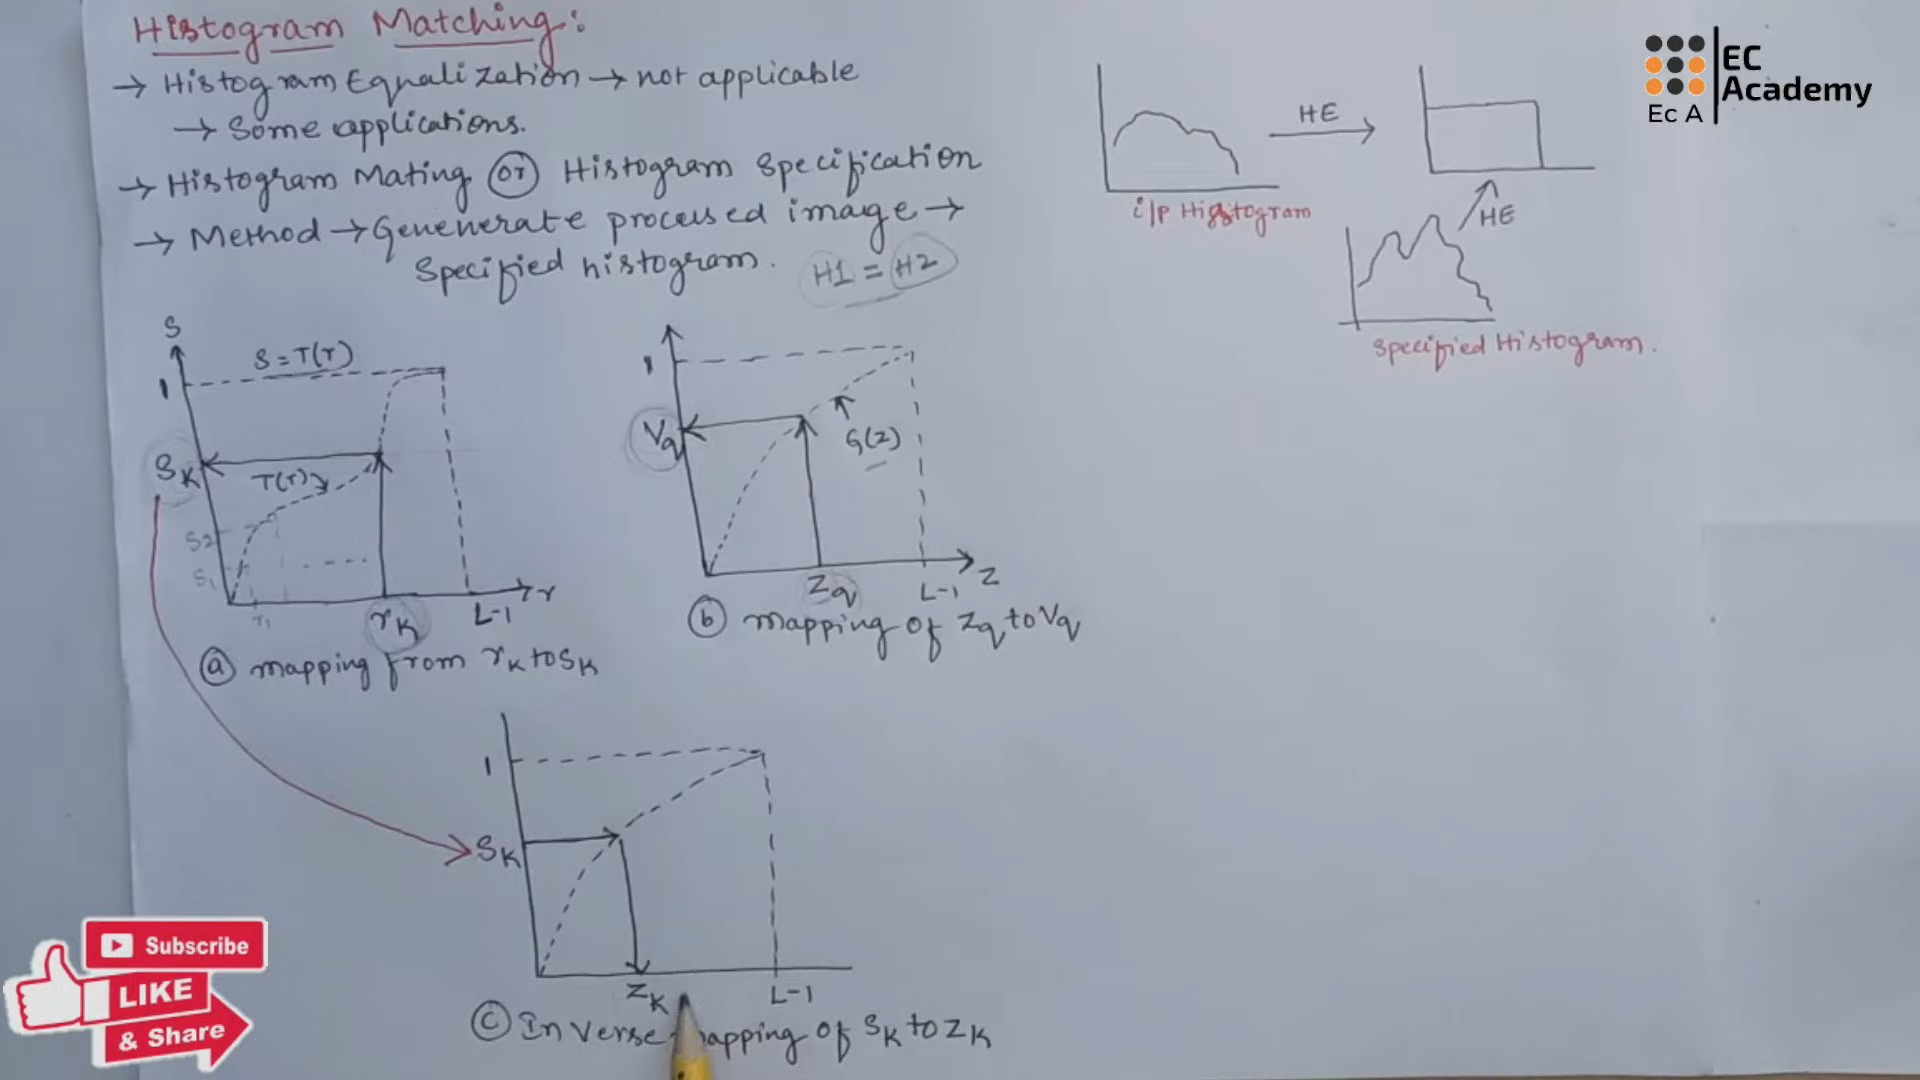 Histogram Matching:
→ Histogram Equalization → not applicable
→ Some applications.
→ Histogram Mating or Histogram Specification
→ Method → Genenerate processed image →
Specified histogram. H1 = H2
S
1
S = T(r)
SK
T(r)
S2
S1
r1
rK
L-1
r
a mapping from rK to SK
1
Vq
G(z)
Zq
L-1
Z
b mapping of Zq to Vq
1
SK
ZK
L-1
c Inverse mapping of SK to ZK
HE
i/p Histogram
HE
Specified Histogram.
EC
Academy
Ec A
Subscribe
LIKE
& Share